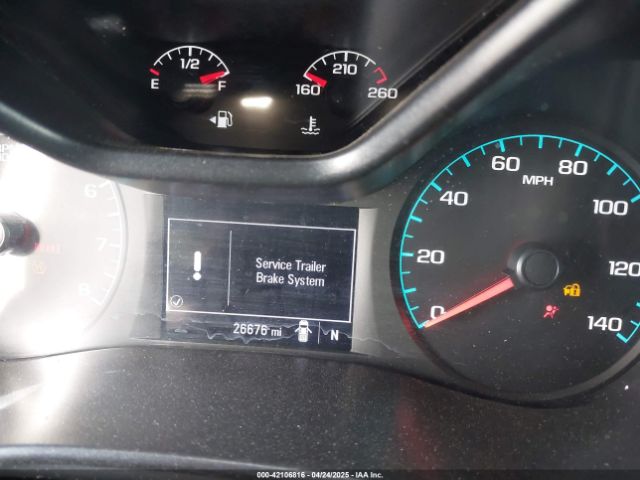 1/2
E F
210
160 260
60 80
MPH
40 100
20 120
0 140
6
7
8
Service Trailer
Brake System
26676 mi N
000-42106816 - 04/24/2025 - IAA Inc.